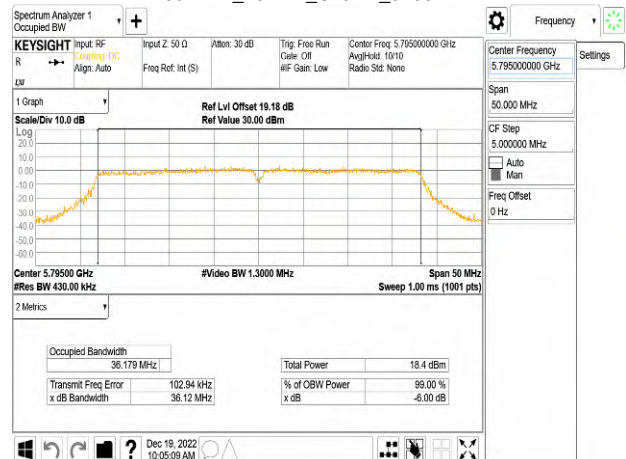 Spectrum Analyzer 1
Occupied BW
Frequency
KEYSIGHT
Input: RF
Coupling: DC
Align: Auto
Input Z: 50 Ω
Freq Ref: Int (S)
Atten: 30 dB
Trig: Free Run
Gate: Off
#IF Gain: Low
Center Freq: 5.795000000 GHz
Avg|Hold: 10/10
Radio Std: None
R
Center Frequency
5.795000000 GHz
Settings
Span
50.000 MHz
CF Step
5.000000 MHz
Auto
Man
Freq Offset
0 Hz
1 Graph
Scale/Div 10.0 dB
Ref Lvl Offset 19.18 dB
Ref Value 30.00 dBm
Log
20.0
10.0
0.00
-10.0
-20.0
-30.0
-40.0
-50.0
-60.0
Center 5.79500 GHz
#Video BW 1.3000 MHz
Span 50 MHz
#Res BW 430.00 kHz
Sweep 1.00 ms (1001 pts)
2 Metrics
Occupied Bandwidth
36.179 MHz
Total Power 18.4 dBm
Transmit Freq Error 102.94 kHz
% of OBW Power 99.00 %
x dB Bandwidth 36.12 MHz
x dB -6.00 dB
?
Dec 19, 2022
10:05:09 AM